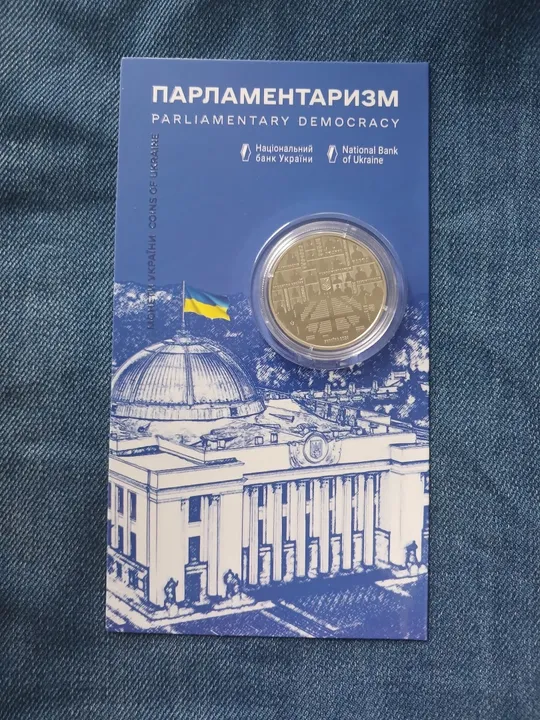 ПАРЛАМЕНТАРИЗМ
PARLIAMENTARY DEMOCRACY
Національний
банк України
National Bank
of Ukraine
МОНЕТИ УКРАЇНИ COINS OF UKRAINE